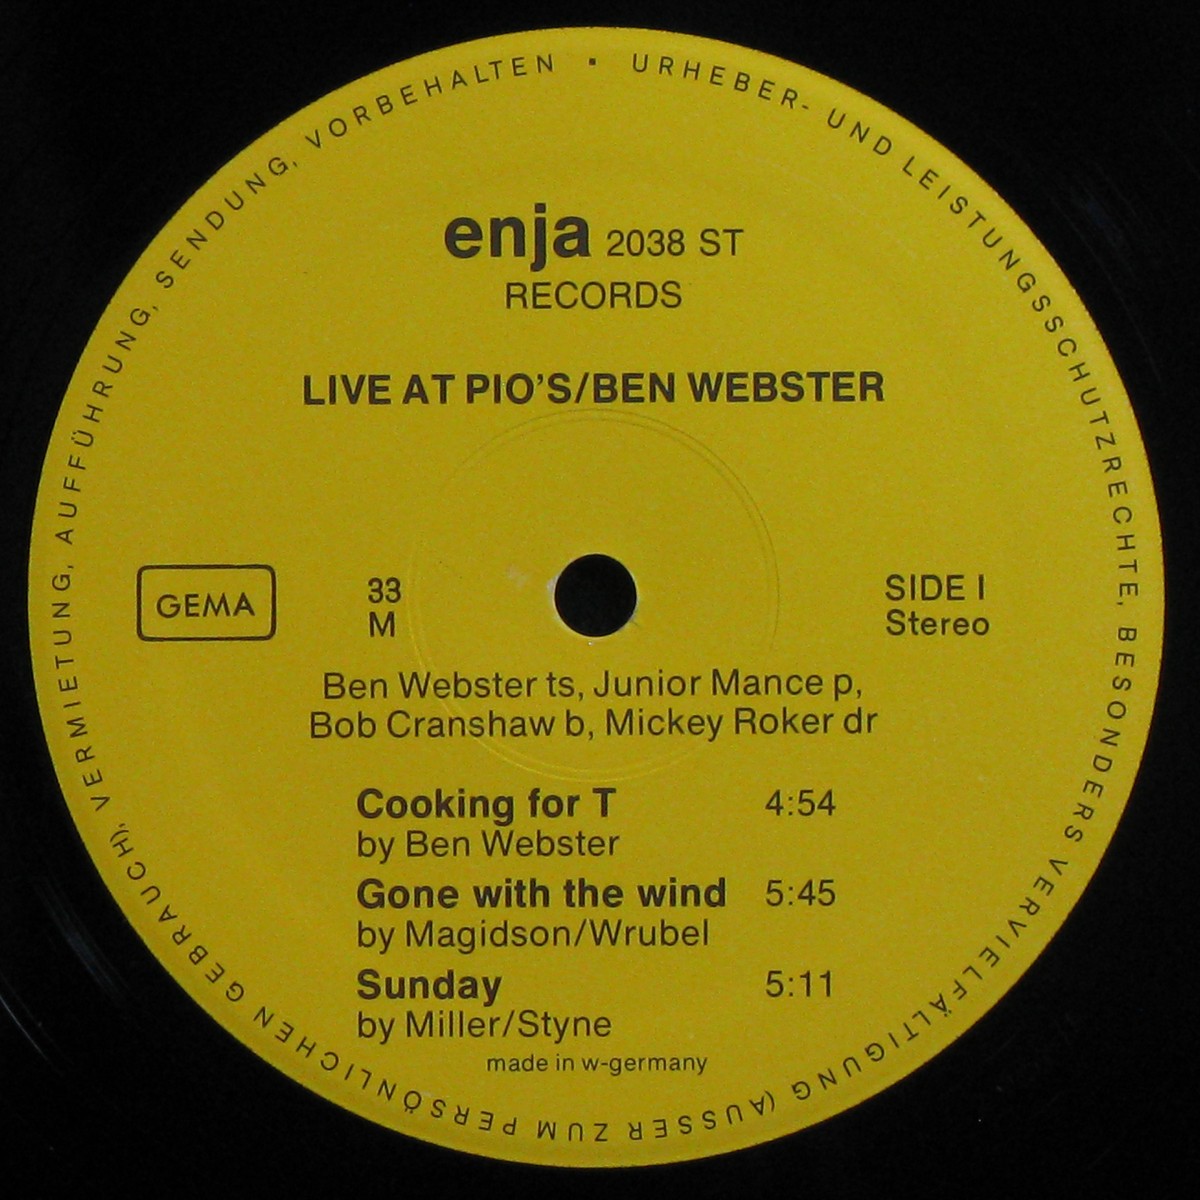 URHEBER- UND LEISTUNGSSCHUTZRECHTE, BESONDERS VERVIELFÄLTIGUNG (AUSSER ZUM PERSÖNLICHEN GEBRAUCH), VERMIETUNG, AUFFÜHRUNG, SENDUNG, VORBEHALTEN ·
enja 2038 ST
RECORDS
LIVE AT PIO'S/BEN WEBSTER
GEMA
33
M
SIDE I
Stereo
Ben Webster ts, Junior Mance p,
Bob Cranshaw b, Mickey Roker dr
Cooking for T 4:54
by Ben Webster
Gone with the wind 5:45
by Magidson/Wrubel
Sunday 5:11
by Miller/Styne
made in w-germany